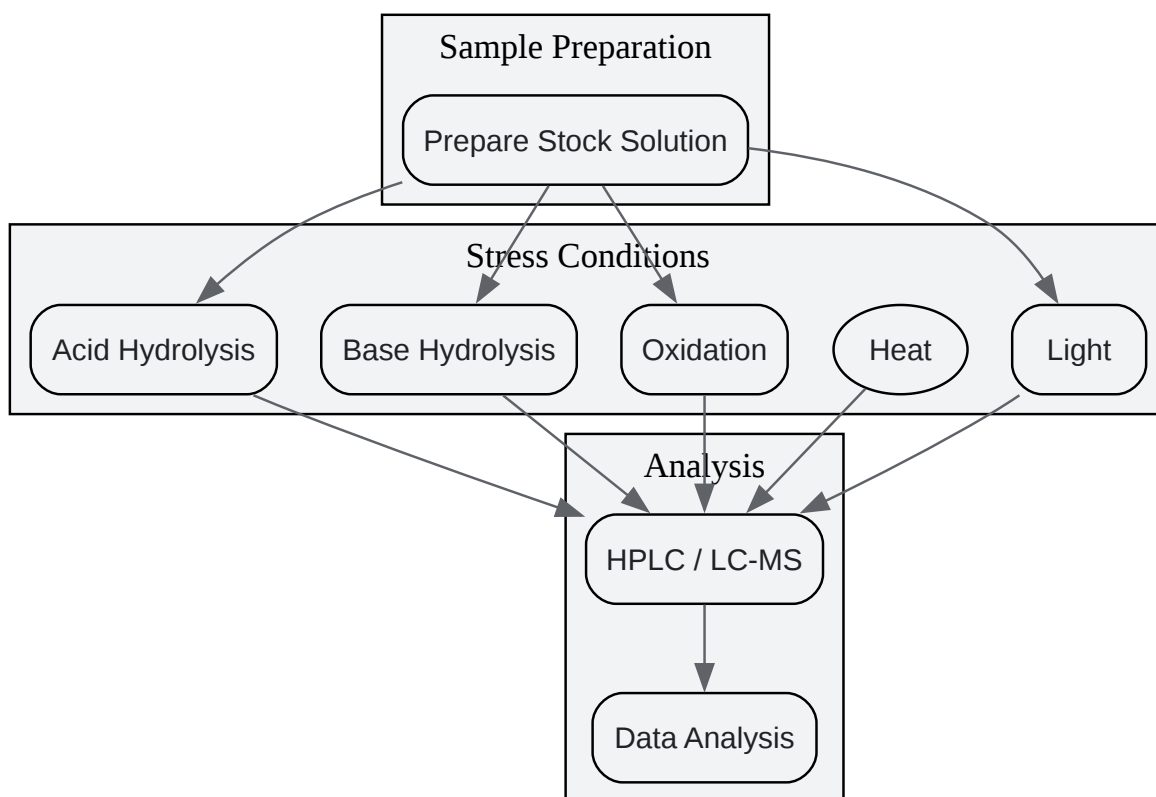 Sample Preparation
Prepare Stock Solution
Stress Conditions
Acid Hydrolysis
Base Hydrolysis
Oxidation
Heat
Light
Analysis
HPLC / LC-MS
Data Analysis